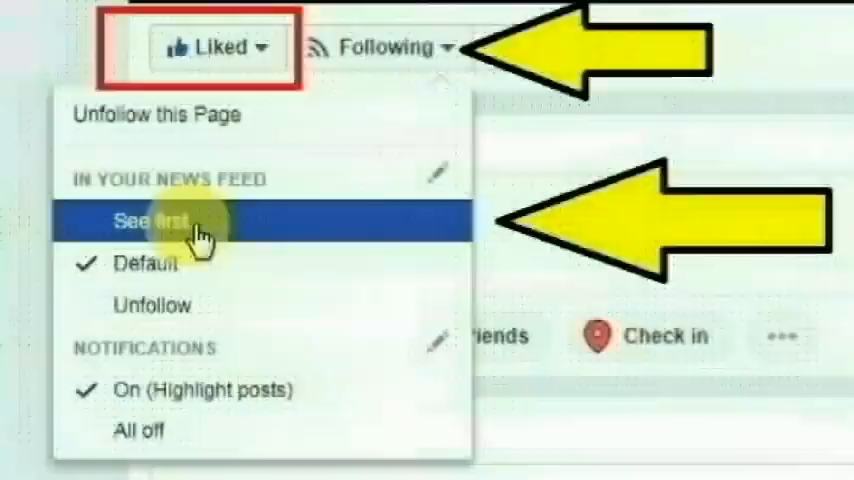 Liked Following
Unfollow this Page
IN YOUR NEWS FEED
See first
Default
Unfollow
NOTIFICATIONS
riends Check in
On (Highlight posts)
All off